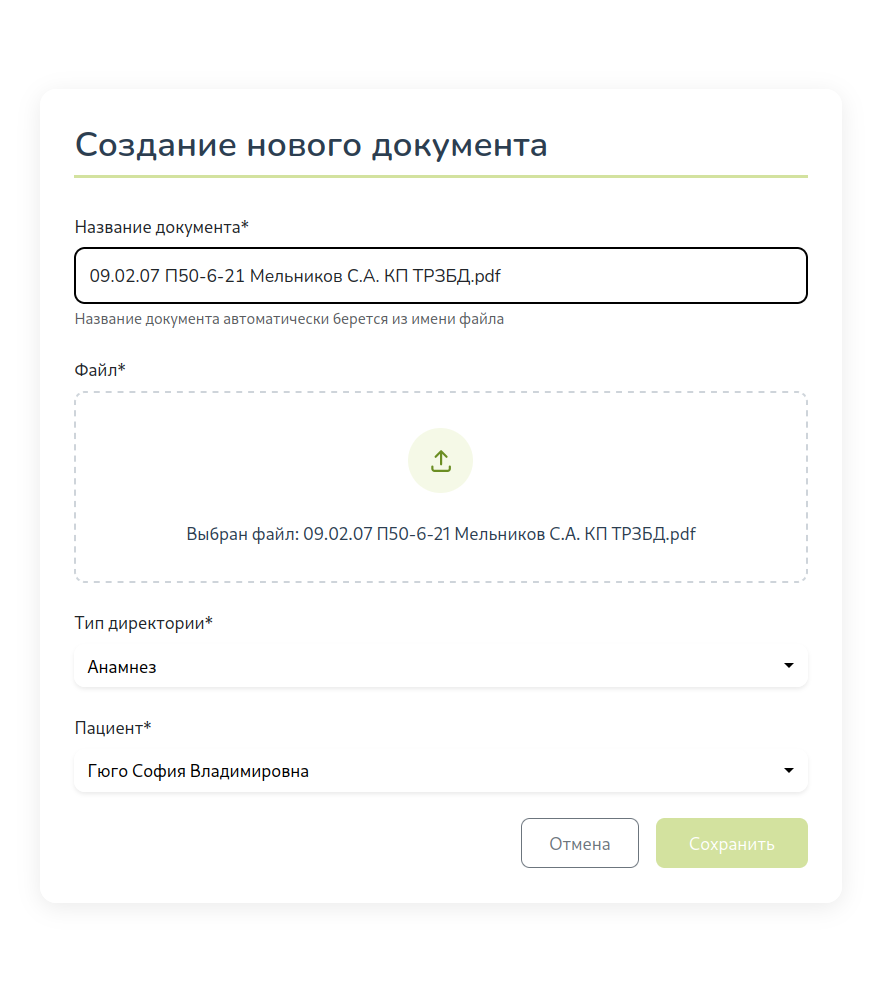 Создание нового документа
Название документа*
09.02.07 П50-6-21 Мельников С.А. КП ТРЗБД.pdf
Название документа автоматически берется из имени файла
Файл*
Выбран файл: 09.02.07 П50-6-21 Мельников С.А. КП ТРЗБД.pdf
Тип директории*
Анамнез
Пациент*
Гюго София Владимировна
Отмена
Сохранить